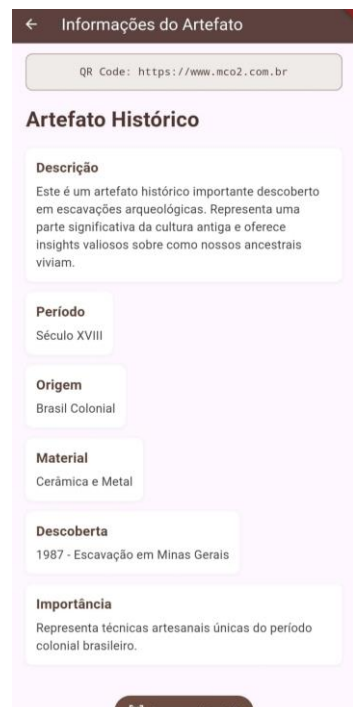 Informações do Artefato
QR Code: https://www.mco2.com.br
Artefato Histórico
Descrição
Este é um artefato histórico importante descoberto
em escavações arqueológicas. Representa uma
parte significativa da cultura antiga e oferece
insights valiosos sobre como nossos ancestrais
viviam.
Período
Século XVIII
Origem
Brasil Colonial
Material
Cerâmica e Metal
Descoberta
1987 - Escavação em Minas Gerais
Importância
Representa técnicas artesanais únicas do período
colonial brasileiro.